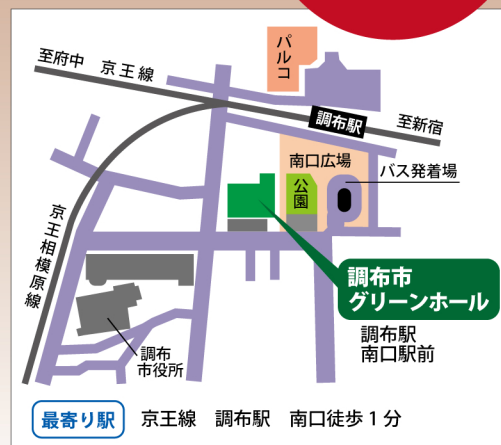 パルコ
至府中 京王線
調布駅
至新宿
南口広場
バス発着場
公園
京王相模原線
調布市
グリーンホール
調布駅
南口駅前
調布
市役所
最寄り駅 京王線 調布駅 南口徒歩1分